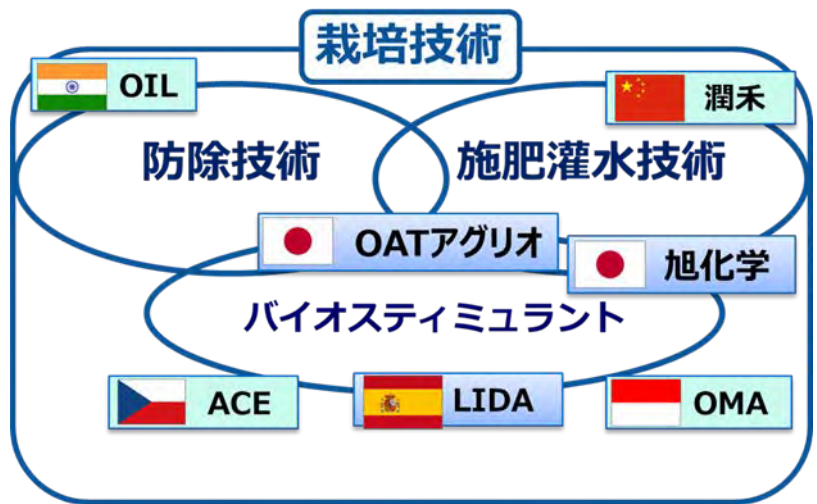 栽培技術
OIL
潤禾
防除技術
施肥灌水技術
OATアグリオ
旭化学
バイオスティミュラント
ACE
LIDA
OMA